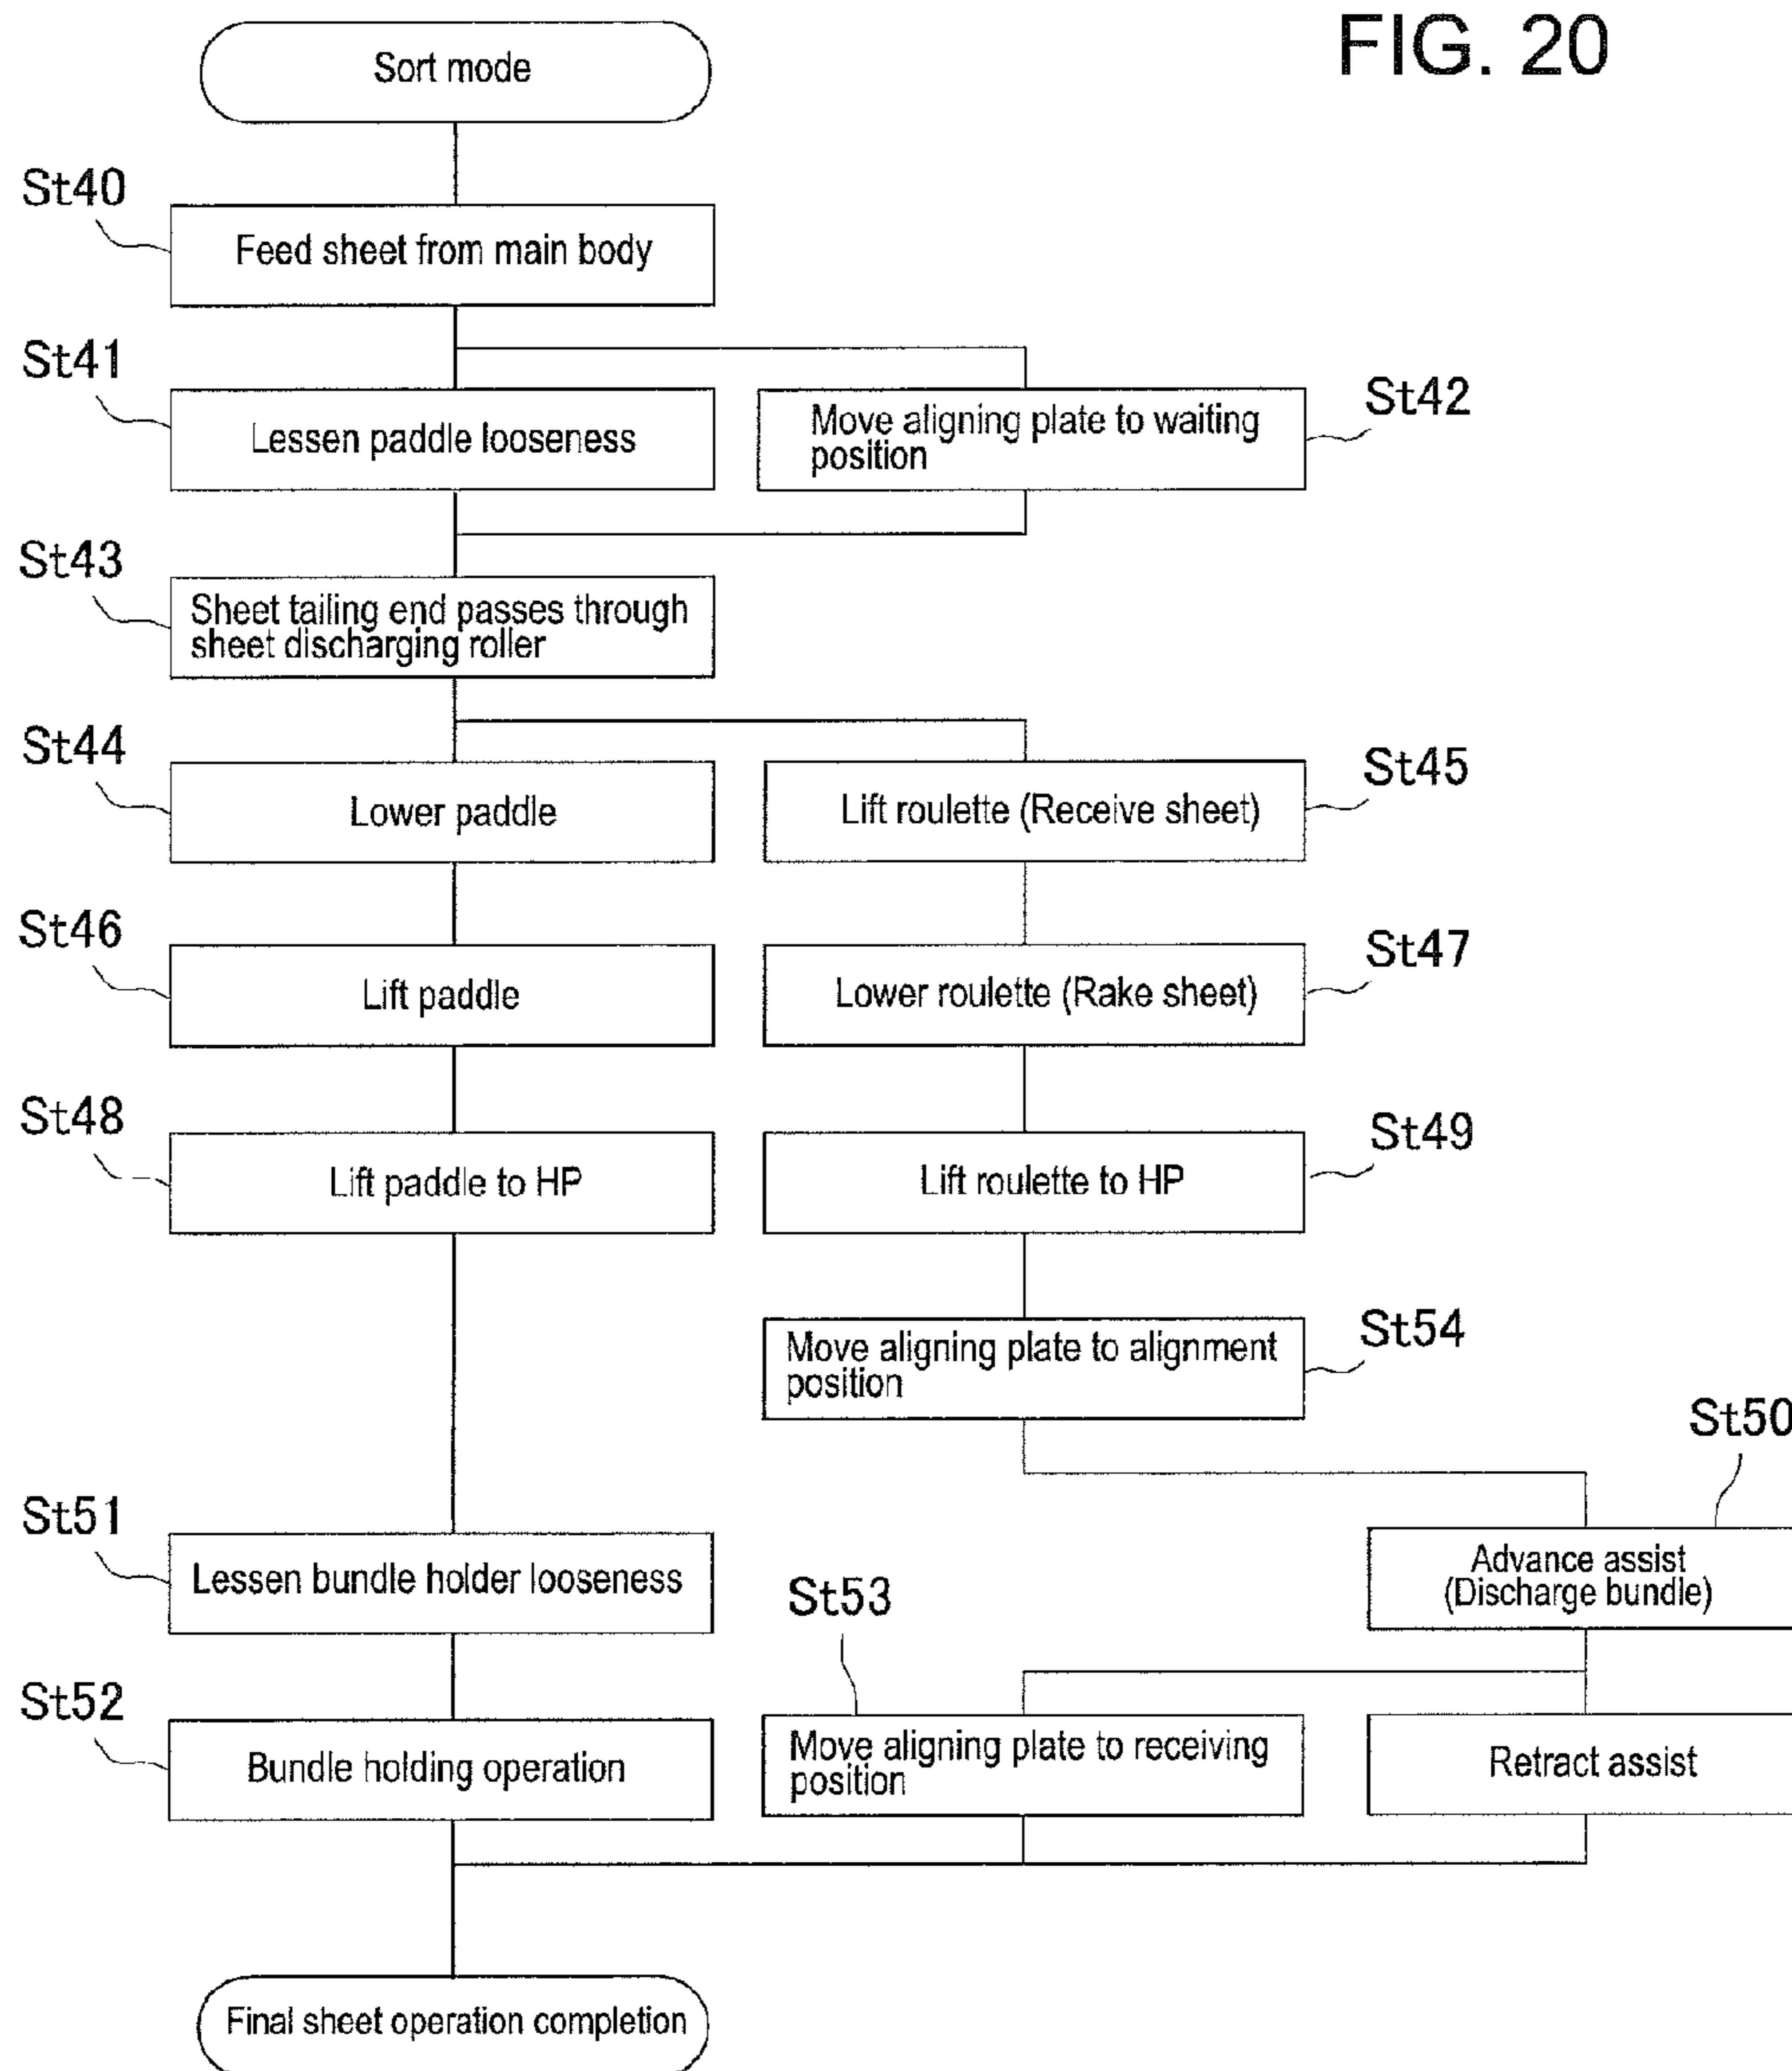 FIG. 20
Sort mode
St40
Feed sheet from main body
St41
Lessen paddle looseness
Move aligning plate to waiting
position
St42
St43
Sheet tailing end passes through
sheet discharging roller
St44
Lower paddle
Lift roulette (Receive sheet)
St45
St46
Lift paddle
Lower roulette (Rake sheet)
St47
St48
Lift paddle to HP
Lift roulette to HP
St49
Move aligning plate to alignment
position
St54
St50
St51
Lessen bundle holder looseness
Advance assist
(Discharge bundle)
St53
St52
Bundle holding operation
Move aligning plate to receiving
position
Retract assist
Final sheet operation completion